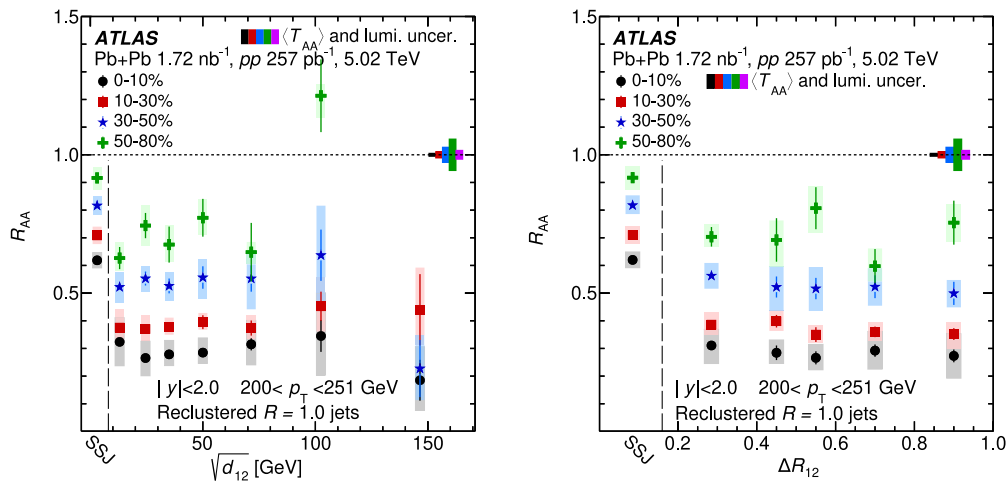 1.5
ATLAS
⟨T_AA⟩ and lumi. uncer.
Pb+Pb 1.72 nb⁻¹, pp 257 pb⁻¹, 5.02 TeV
0-10%
10-30%
30-50%
50-80%
1.0
R_AA
0.5
| y|<2.0 200< p_T <251 GeV
Reclustered R = 1.0 jets
SSJ
50
100
150
√d₁₂ [GeV]
1.5
ATLAS
Pb+Pb 1.72 nb⁻¹, pp 257 pb⁻¹, 5.02 TeV
⟨T_AA⟩ and lumi. uncer.
0-10%
10-30%
30-50%
50-80%
1.0
R_AA
0.5
| y|<2.0 200< p_T <251 GeV
Reclustered R = 1.0 jets
SSJ
0.2
0.4
0.6
0.8
1.0
ΔR₁₂